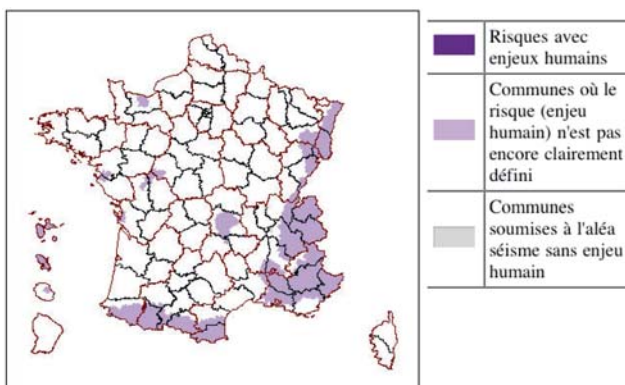 Risques avec
enjeux humains
Communes où le
risque (enjeu
humain) n'est pas
encore clairement
défini
Communes
soumises à l'aléa
séisme sans enjeu
humain